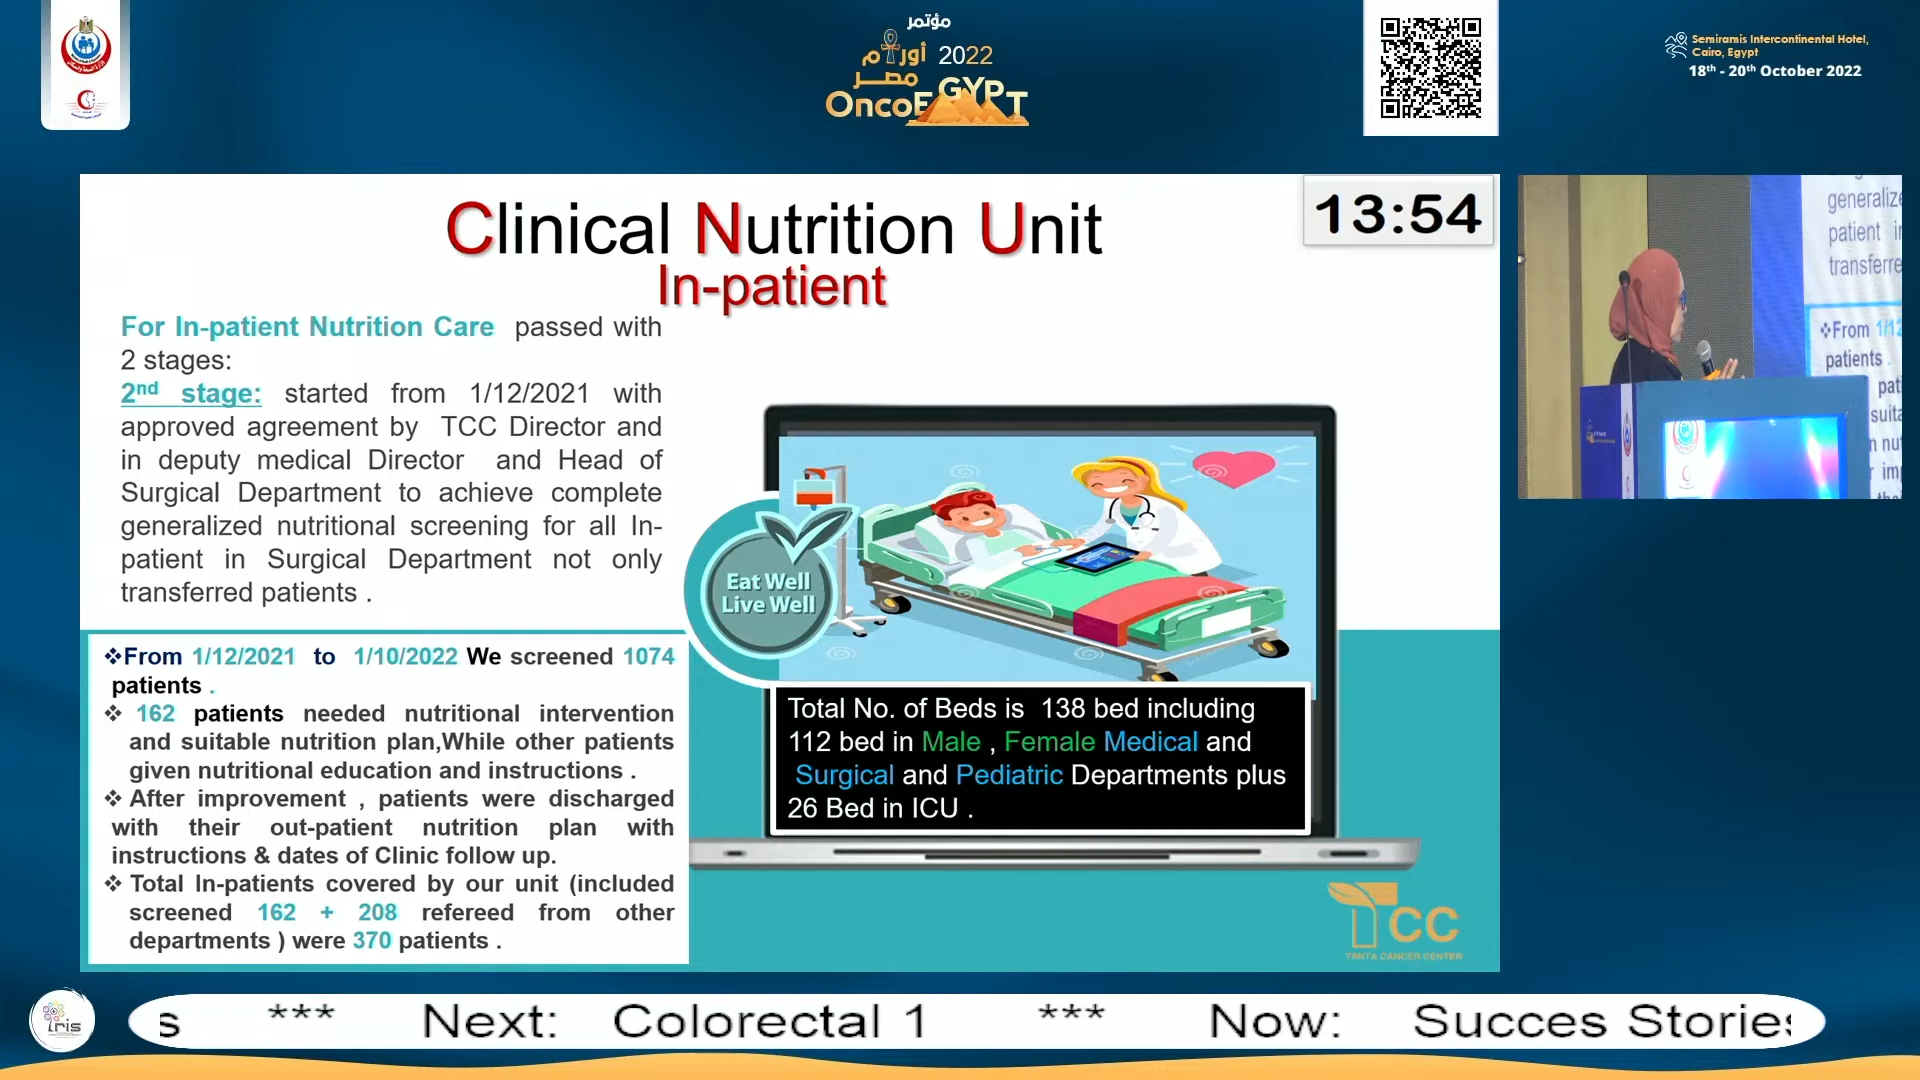 مؤتمر
أورام 2022
مصر
OncoEGYPT
Semiramis Intercontinental Hotel,
Cairo, Egypt
18th - 20th October 2022
Clinical Nutrition Unit
In-patient
13:54
For In-patient Nutrition Care passed with
2 stages:
2nd stage: started from 1/12/2021 with
approved agreement by TCC Director and
in deputy medical Director and Head of
Surgical Department to achieve complete
generalized nutritional screening for all In-
patient in Surgical Department not only
transferred patients .
❖From 1/12/2021 to 1/10/2022 We screened 1074
patients .
❖ 162 patients needed nutritional intervention
and suitable nutrition plan,While other patients
given nutritional education and instructions .
❖ After improvement , patients were discharged
with their out-patient nutrition plan with
instructions & dates of Clinic follow up.
❖ Total In-patients covered by our unit (included
screened 162 + 208 refereed from other
departments ) were 370 patients .
Eat Well
Live Well
Total No. of Beds is 138 bed including
112 bed in Male , Female Medical and
Surgical and Pediatric Departments plus
26 Bed in ICU .
TCC
TANTA CANCER CENTER
generalize
patient in
transferre
❖From 1/12
patients
pat
suita
n nut
imp
iris
s *** Next: Colorectal 1 *** Now: Succes Stories